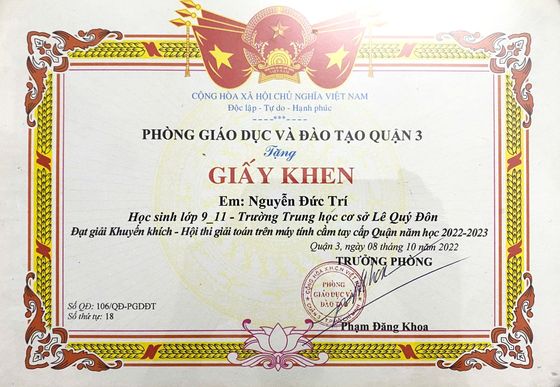 CỘNG HÒA XÃ HỘI CHỦ NGHĨA VIỆT NAM
Độc lập - Tự do - Hạnh phúc
----***----
PHÒNG GIÁO DỤC VÀ ĐÀO TẠO QUẬN 3
Tặng
GIẤY KHEN
Em: Nguyễn Đức Trí
Học sinh lớp 9_11 - Trường Trung học cơ sở Lê Quý Đôn
Đạt giải Khuyến khích - Hội thi giải toán trên máy tính cầm tay cấp Quận năm học 2022-2023
Quận 3, ngày 08 tháng 10 năm 2022
TRƯỞNG PHÒNG
PHÒNG
GIÁO DỤC VÀ
ĐÀO TẠO
Số QĐ: 106/QĐ-PGDĐT
Số thứ tự: 18
Phạm Đăng Khoa